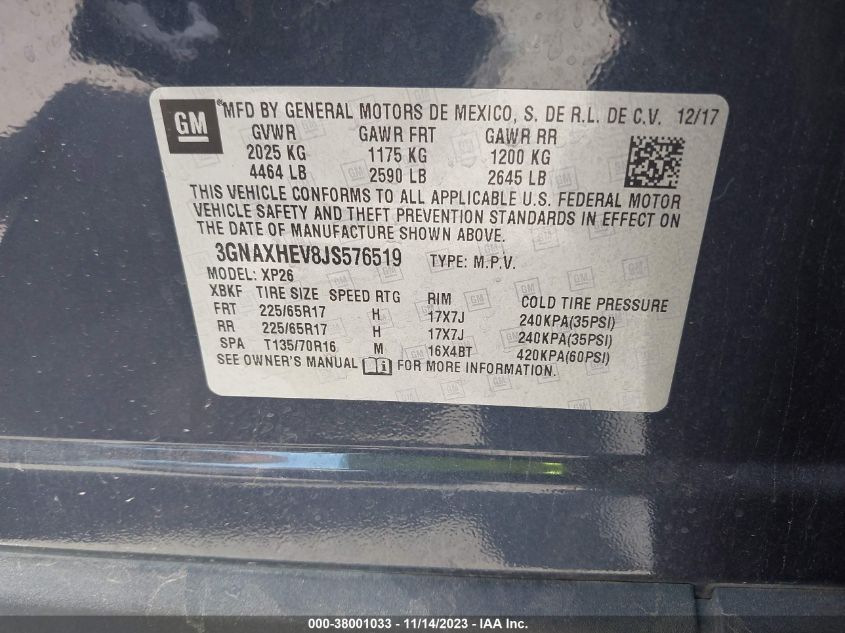 GM ®MFD BY GENERAL MOTORS DE MEXICO, S. DE R.L. DE C.V. 12/17
GVWR GAWR FRT GAWR RR
2025 KG 1175 KG 1200 KG
4464 LB 2590 LB 2645 LB
THIS VEHICLE CONFORMS TO ALL APPLICABLE U.S. FEDERAL MOTOR
VEHICLE SAFETY AND THEFT PREVENTION STANDARDS IN EFFECT ON
THE DATE OF MANUFACTURE SHOWN ABOVE.
3GNAXHEV8JS576519 TYPE: M.P.V.
MODEL: XP26
XBKF TIRE SIZE SPEED RTG RIM COLD TIRE PRESSURE
FRT 225/65R17 H 17X7J 240KPA(35PSI)
RR 225/65R17 H 17X7J 240KPA(35PSI)
SPA T135/70R16 M 16X4BT 420KPA(60PSI)
SEE OWNER'S MANUAL FOR MORE INFORMATION.
000-38001033 - 11/14/2023 - IAA Inc.